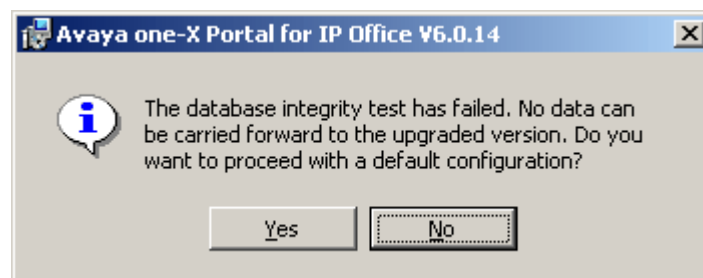 Avaya one-X Portal for IP Office V6.0.14
The database integrity test has failed. No data can
be carried forward to the upgraded version. Do you
want to proceed with a default configuration?
Yes
No